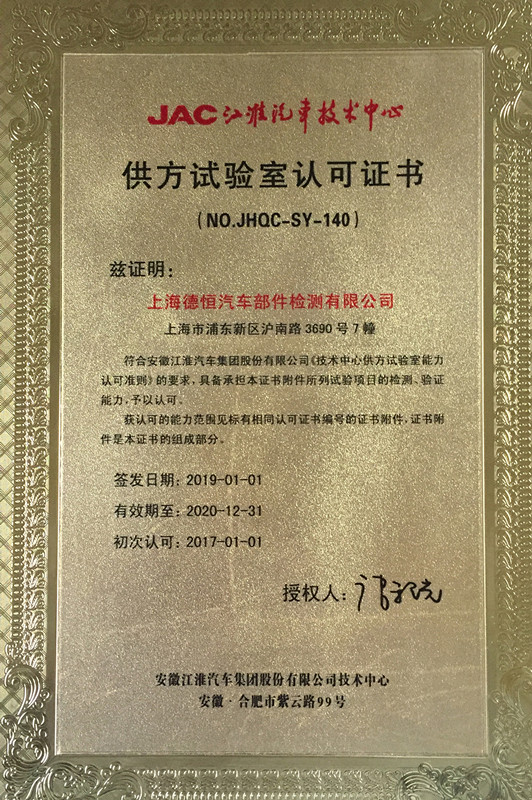 JAC江淮汽车技术中心
供方试验室认可证书
(NO.JHQC-SY-140)
兹证明：
上海德恒汽车部件检测有限公司
上海市浦东新区沪南路3690号7幢
符合安徽江淮汽车集团股份有限公司《技术中心供方试验室能力
认可准则》的要求，具备承担本证书附件所列试验项目的检测、验证
能力，予以认可。
获认可的能力范围见标有相同认可证书编号的证书附件，证书附
件是本证书的组成部分。
签发日期：2019-01-01
有效期至：2020-12-31
初次认可：2017-01-01
授权人：
安徽江淮汽车集团股份有限公司技术中心
安徽·合肥市紫云路99号